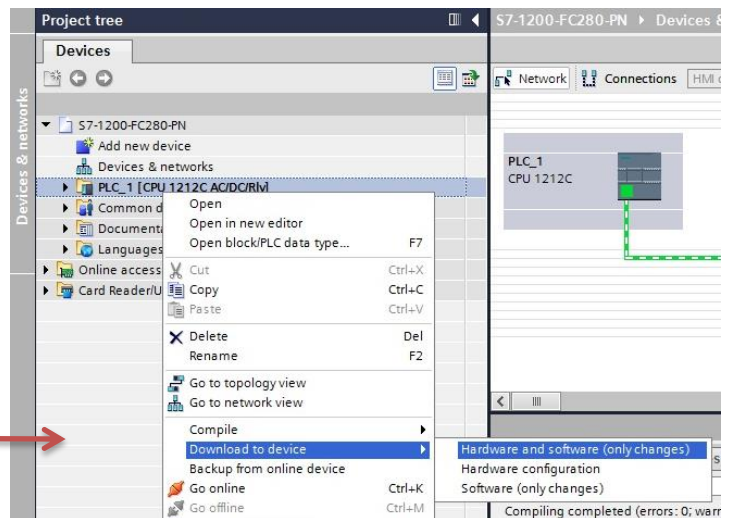 Project tree
Devices
Devices & networks
S7-1200-FC280-PN
Add new device
Devices & networks
PLC_1 [CPU 1212C AC/DC/Rly]
Common d
Document
Languages
Online access
Card Reader/U
Open
Open in new editor
Open block/PLC data type... F7
Cut Ctrl+X
Copy Ctrl+C
Paste Ctrl+V
Delete Del
Rename F2
Go to topology view
Go to network view
Compile
Download to device
Backup from online device
Go online Ctrl+K
Go offline Ctrl+M
Hardware and software (only changes)
Hardware configuration
Software (only changes)
S7-1200-FC280-PN Devices &
Network Connections HMI c
PLC_1
CPU 1212C
Compiling completed (errors: 0; warn